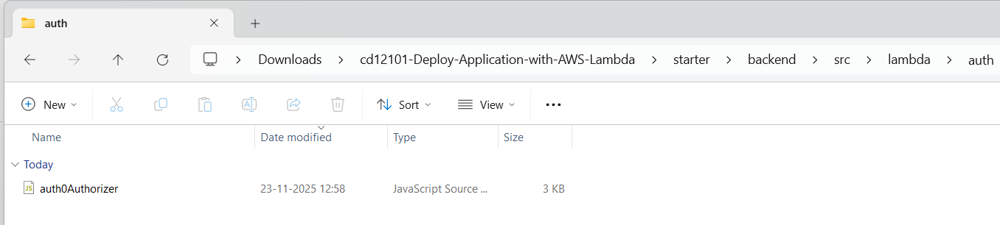 auth
Downloads > cd12101-Deploy-Application-with-AWS-Lambda > starter > backend > src > lambda > auth
New Sort View
Name Date modified Type Size
Today
JS auth0Authorizer 23-11-2025 12:58 JavaScript Source ... 3 KB